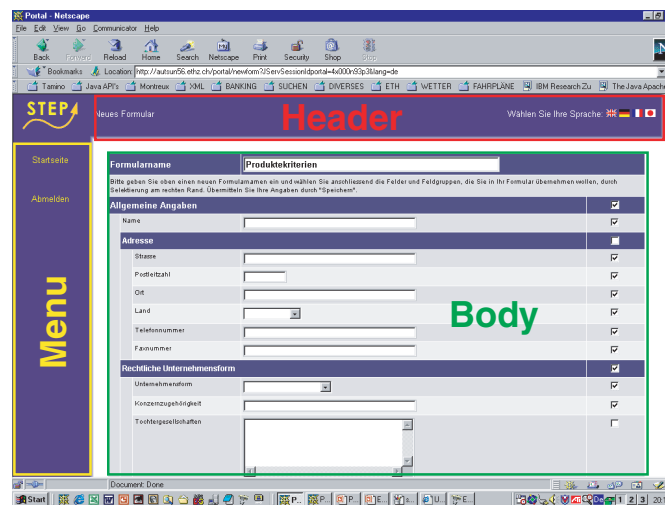 Portal - Netscape
File Edit View Go Communicator Help
Back Forward Reload Home Search Netscape Print Security Shop Stop
Bookmarks Location: http://autsun56.ethz.ch/portal/newform?JServSessionIdportal=4x000n93p3&lang=de
Tamino Java API's Montreux XML BANKING SUCHEN DIVERSES ETH WETTER FAHRPLÄNE IBM Research Zu The Java Apache
STEP
Neues Formular
Header
Wählen Sie Ihre Sprache:
Startseite
Abmelden
Menu
Formularname Produktekriterien
Bitte geben Sie oben einen neuen Formularnamen ein und wählen Sie anschliessend die Felder und Feldgruppen, die Sie in Ihr Formular übernehmen wollen, durch
Selektierung am rechten Rand. Übermitteln Sie Ihre Angaben durch "Speichern".
Allgemeine Angaben
Name
Adresse
Strasse
Postleitzahl
Ort
Land
Body
Telefonnummer
Faxnummer
Rechtliche Unternehmensform
Unternehmensform
Konzernzugehörigkeit
Tochtergesellschaften
Document: Done
Start P... P... P... E... s... U... E... 1 2 3